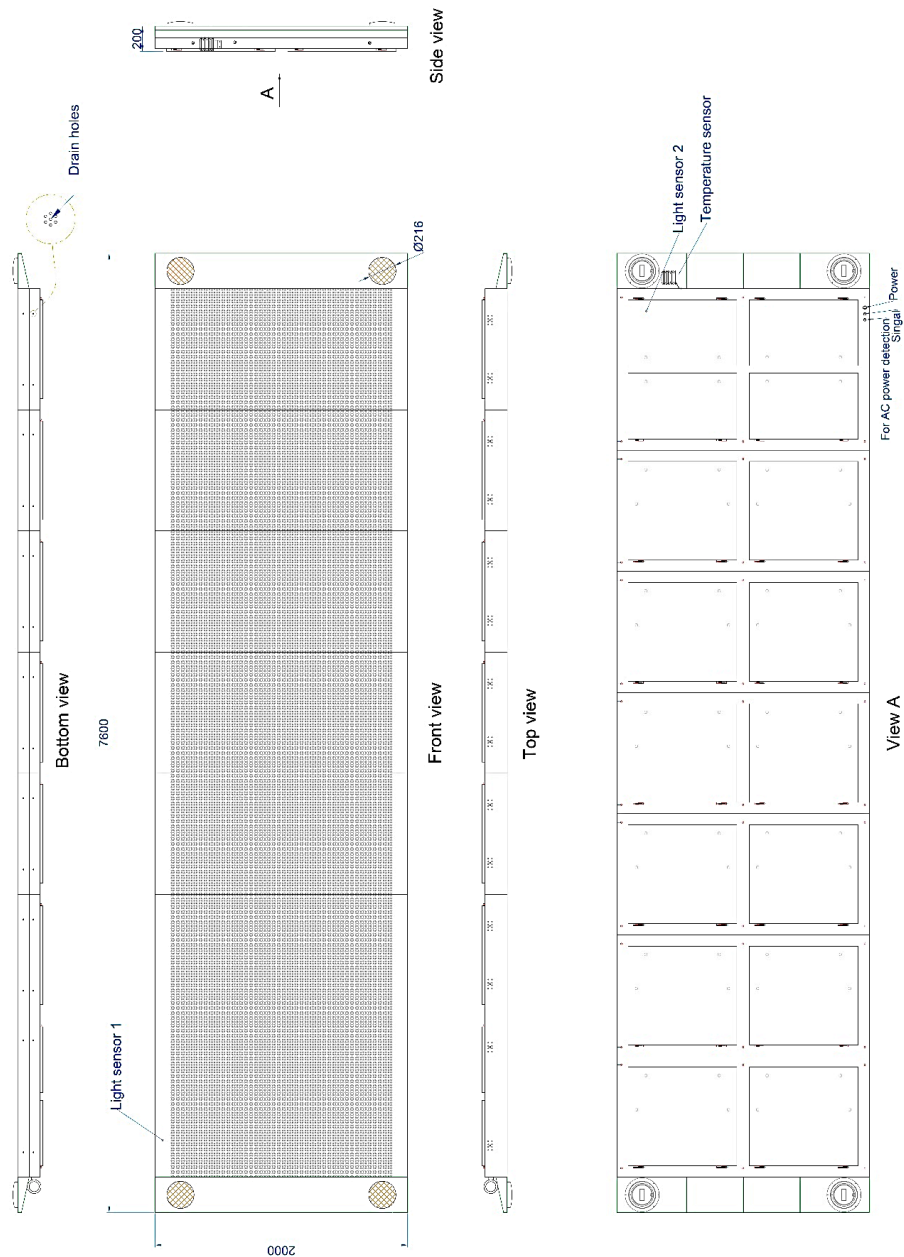 200
A
Side view
Drain holes
Bottom view
7600
Ø216
Front view
Light sensor 1
2000
Top view
Light sensor 2
Temperature sensor
Power
Singal
For AC power detection
View A